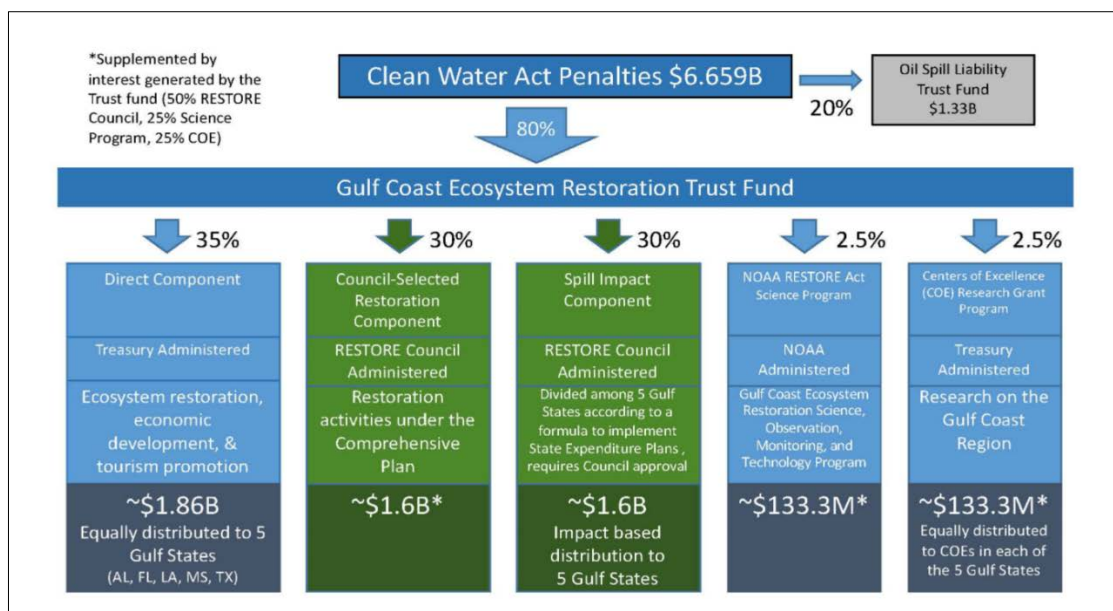 *Supplemented by
interest generated by the
Trust fund (50% RESTORE
Council, 25% Science
Program, 25% COE)
Clean Water Act Penalties $6.659B
20%
Oil Spill Liability
Trust Fund
$1.33B
80%
Gulf Coast Ecosystem Restoration Trust Fund
35%
Direct Component
Treasury Administered
Ecosystem restoration,
economic
development, &
tourism promotion
~$1.86B
Equally distributed to 5
Gulf States
(AL, FL, LA, MS, TX)
30%
Council-Selected
Restoration
Component
RESTORE Council
Administered
Restoration
activities under the
Comprehensive
Plan
~$1.6B*
30%
Spill Impact
Component
RESTORE Council
Administered
Divided among 5 Gulf
States according to a
formula to implement
State Expenditure Plans ,
requires Council approval
~$1.6B
Impact based
distribution to
5 Gulf States
2.5%
NOAA RESTORE Act
Science Program
NOAA
Administered
Gulf Coast Ecosystem
Restoration Science,
Observation,
Monitoring, and
Technology Program
~$133.3M*
2.5%
Centers of Excellence
(COE) Research Grant
Program
Treasury
Administered
Research on the
Gulf Coast
Region
~$133.3M*
Equally distributed
to COEs in each of
the 5 Gulf States